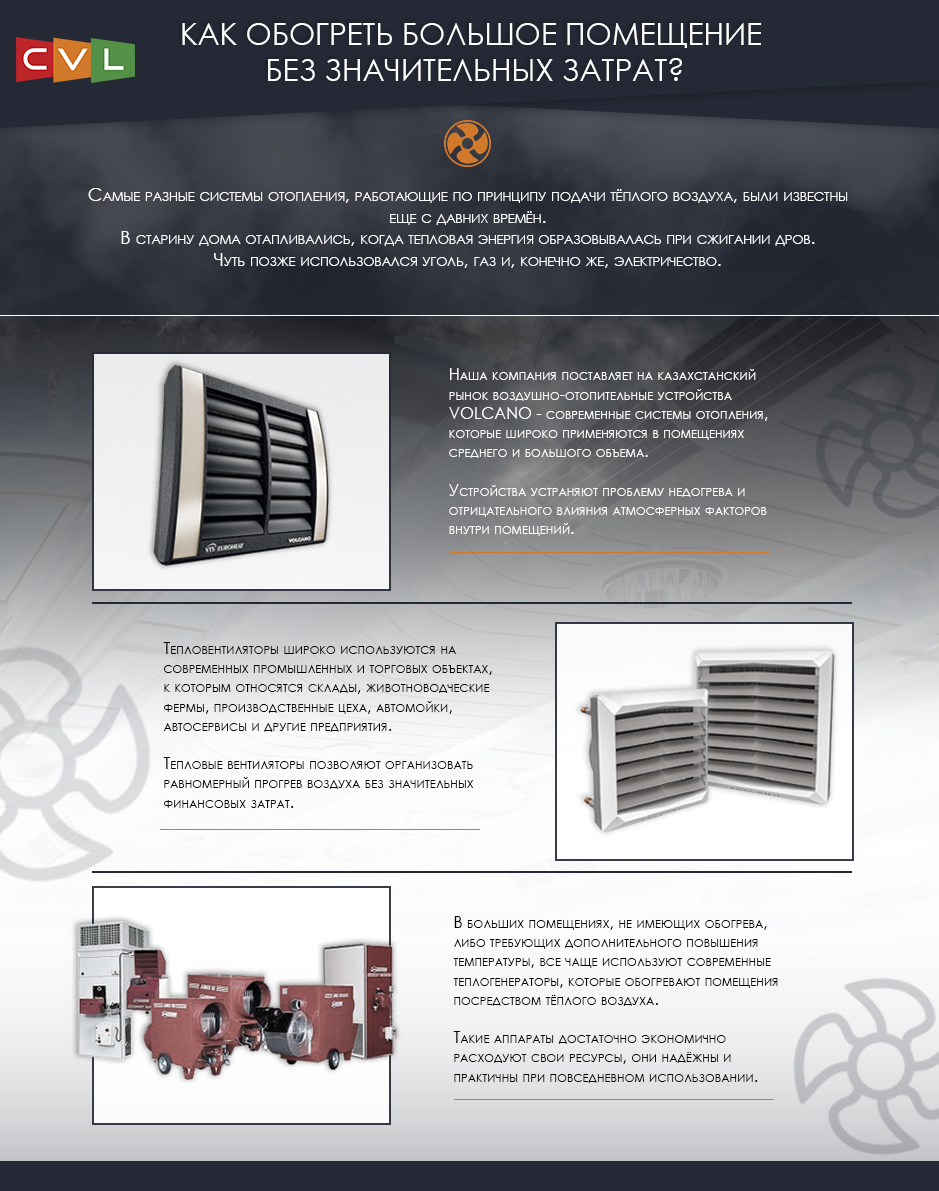 CVL
КАК ОБОГРЕТЬ БОЛЬШОЕ ПОМЕЩЕНИЕ
БЕЗ ЗНАЧИТЕЛЬНЫХ ЗАТРАТ?
Самые разные системы отопления, работающие по принципу подачи тёплого воздуха, были известны
еще с давних времён.
В старину дома отапливались, когда тепловая энергия образовывалась при сжигании дров.
Чуть позже использовался уголь, газ и, конечно же, электричество.
Наша компания поставляет на казахстанский
рынок воздушно-отопительные устройства
VOLCANO - современные системы отопления,
которые широко применяются в помещениях
среднего и большого объема.
Устройства устраняют проблему недогрева и
отрицательного влияния атмосферных факторов
внутри помещений.
VTS EUROHEAT
VOLCANO
Тепловентиляторы широко используются на
современных промышленных и торговых объектах,
к которым относятся склады, животноводческие
фермы, производственные цеха, автомойки,
автосервисы и другие предприятия.
Тепловые вентиляторы позволяют организовать
равномерный прогрев воздуха без значительных
финансовых затрат.
В больших помещениях, не имеющих обогрева,
либо требующих дополнительного повышения
температуры, все чаще используют современные
теплогенераторы, которые обогревают помещения
посредством тёплого воздуха.
Такие аппараты достаточно экономично
расходуют свои ресурсы, они надёжны и
практичны при повседневном использовании.